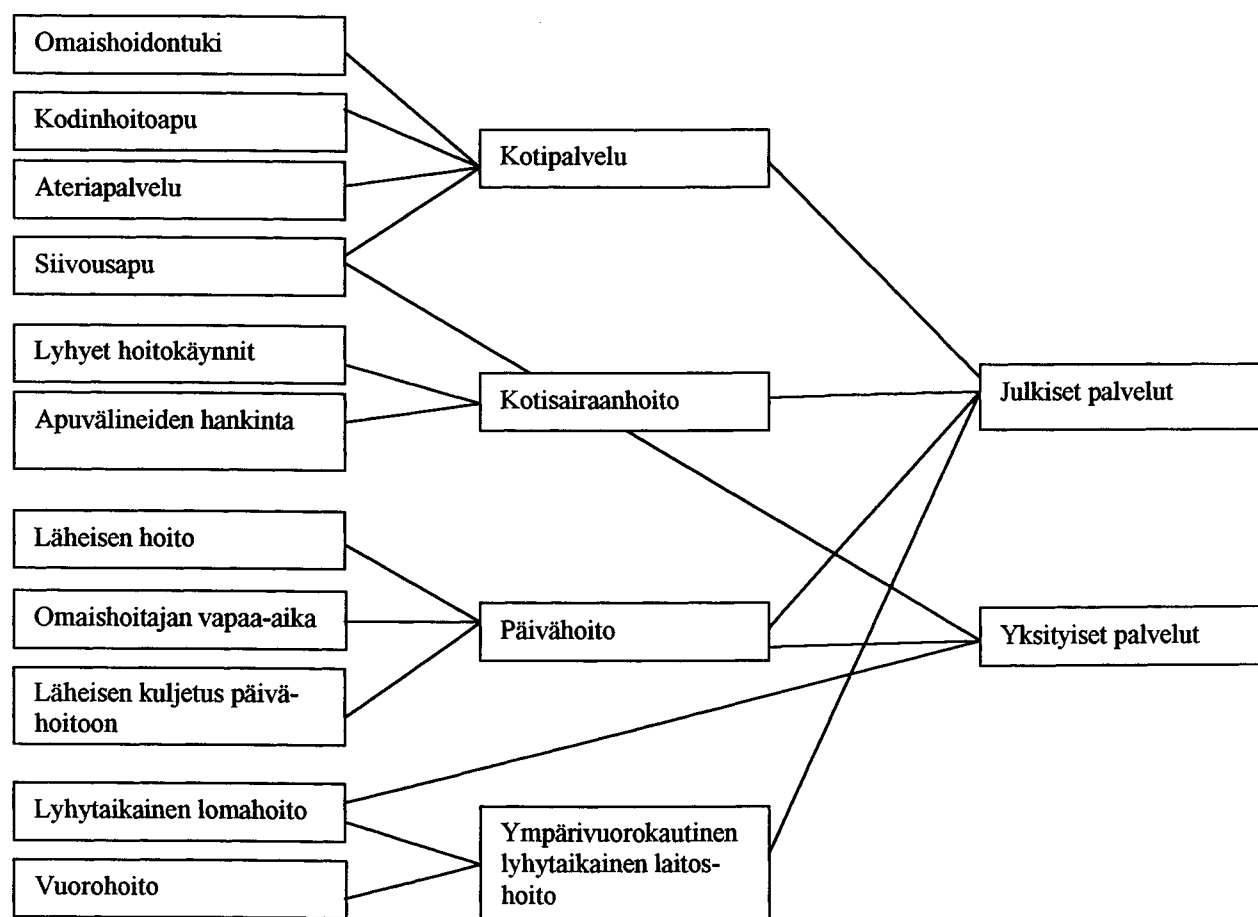 Omaishoidontuki
Kodinhoitoapu
Ateriapalvelu
Siivousapu
Lyhyet hoitokäynnit
Apuvälineiden hankinta
Läheisen hoito
Omaishoitajan vapaa-aika
Läheisen kuljetus päivä-
hoitoon
Lyhytaikainen lomahoito
Vuorohoito
Kotipalvelu
Kotisairaanhoito
Päivähoito
Ympärivuorokautinen
lyhytaikainen laitos-
hoito
Julkiset palvelut
Yksityiset palvelut